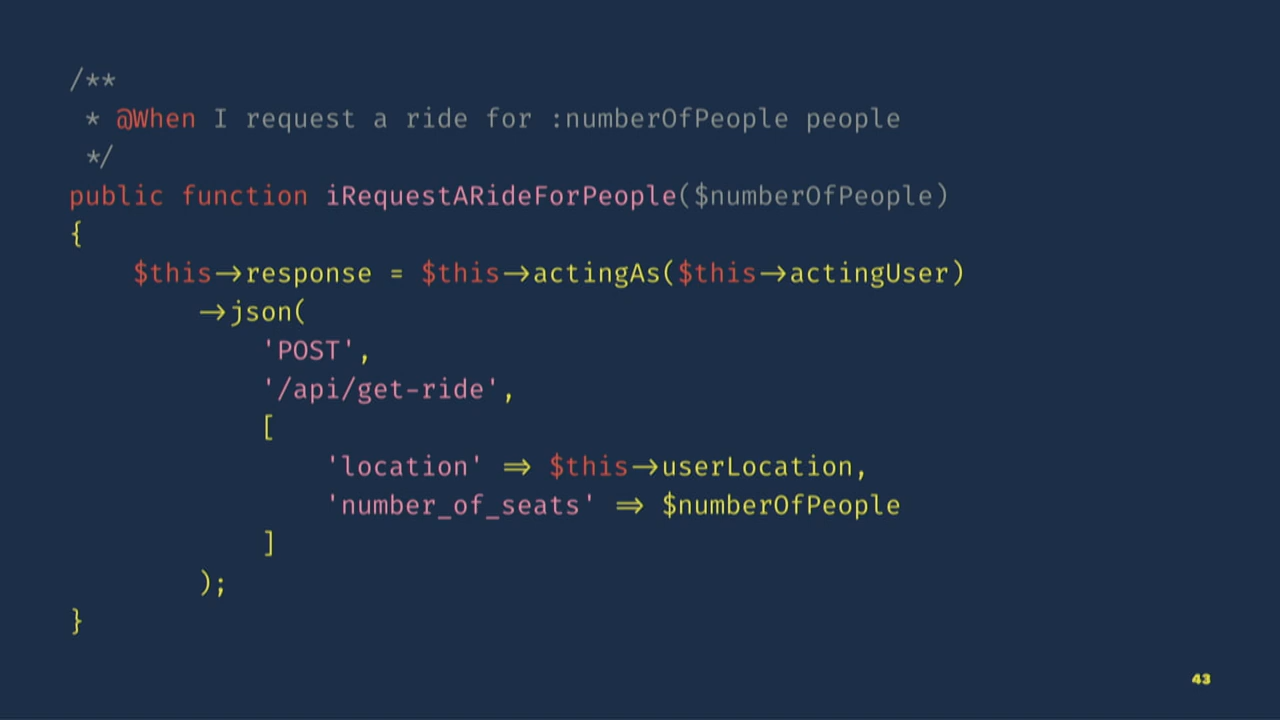 /**
 * @When I request a ride for :numberOfPeople people
 */
public function iRequestARideForPeople($numberOfPeople)
{
    $this->response = $this->actingAs($this->actingUser)
        ->json(
            'POST',
            '/api/get-ride',
            [
                'location' => $this->userLocation,
                'number_of_seats' => $numberOfPeople
            ]
        );
}
43